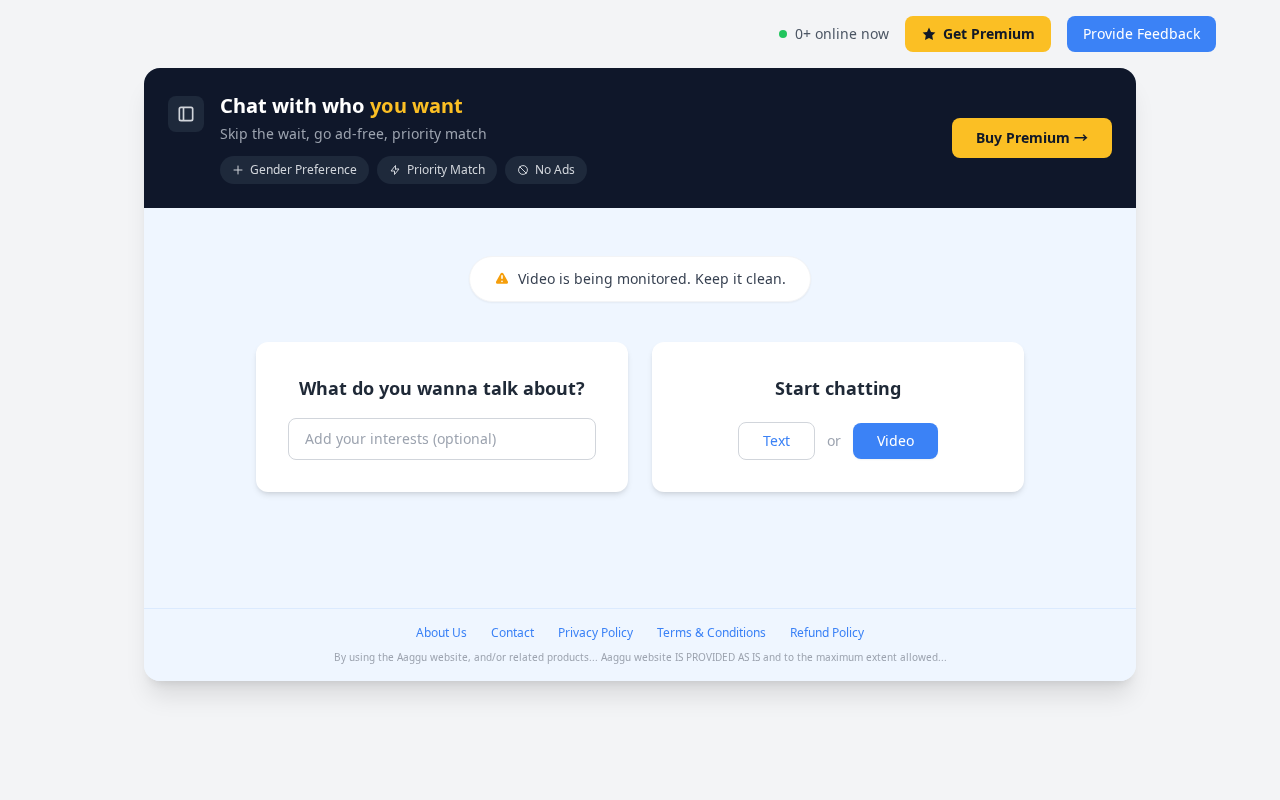 0+ online now
Get Premium
Provide Feedback
Chat with who you want
Skip the wait, go ad-free, priority match
Gender Preference
Priority Match
No Ads
Buy Premium →
Video is being monitored. Keep it clean.
What do you wanna talk about?
Add your interests (optional)
Start chatting
Text or Video
About Us Contact Privacy Policy Terms & Conditions Refund Policy
By using the Aaggu website, and/or related products... Aaggu website IS PROVIDED AS IS and to the maximum extent allowed...